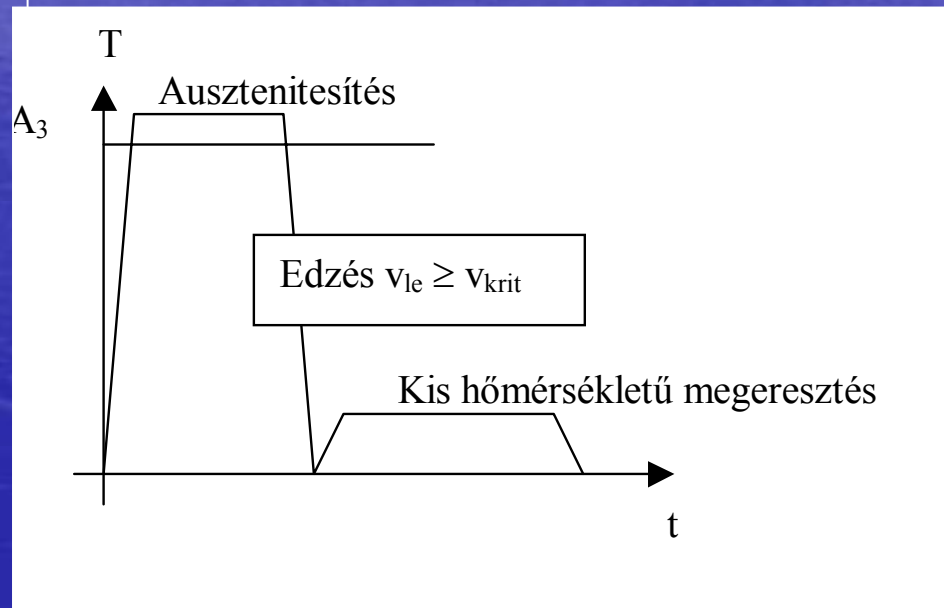 T
Ausztenitesítés
A₃
Edzés vₗₑ ≥ vₖᵣᵢₜ
Kis hőmérsékletű megeresztés
t